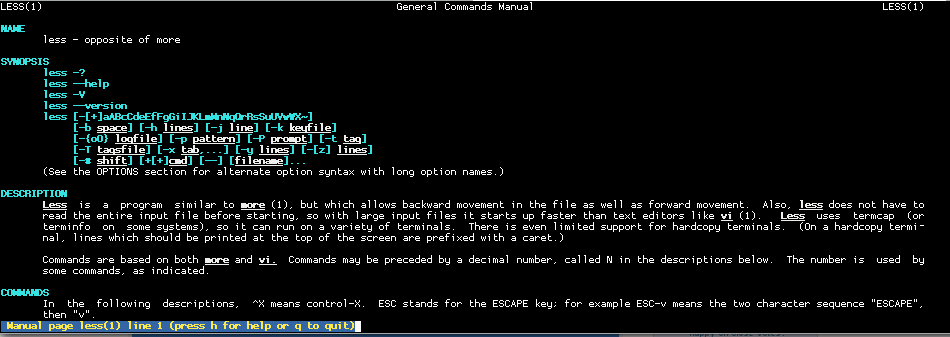 LESS(1) General Commands Manual LESS(1)
NAME
less - opposite of more
SYNOPSIS
less -?
less --help
less -V
less --version
less [-[+]aABcCdeEfFgGiIJKLmMnNqQrRsSuUVwWX~]
[-b space] [-h lines] [-j line] [-k keyfile]
[-{oO} logfile] [-p pattern] [-P prompt] [-t tag]
[-T tagsfile] [-x tab,...] [-y lines] [-[z] lines]
[-# shift] [+[+]cmd] [--] [filename]...
(See the OPTIONS section for alternate option syntax with long option names.)
DESCRIPTION
Less is a program similar to more (1), but which allows backward movement in the file as well as forward movement. Also, less does not have to
read the entire input file before starting, so with large input files it starts up faster than text editors like vi (1). Less uses termcap (or
terminfo on some systems), so it can run on a variety of terminals. There is even limited support for hardcopy terminals. (On a hardcopy termi-
nal, lines which should be printed at the top of the screen are prefixed with a caret.)
Commands are based on both more and vi. Commands may be preceded by a decimal number, called N in the descriptions below. The number is used by
some commands, as indicated.
COMMANDS
In the following descriptions, ^X means control-X. ESC stands for the ESCAPE key; for example ESC-v means the two character sequence "ESCAPE",
then "v".
Manual page less(1) line 1 (press h for help or q to quit)